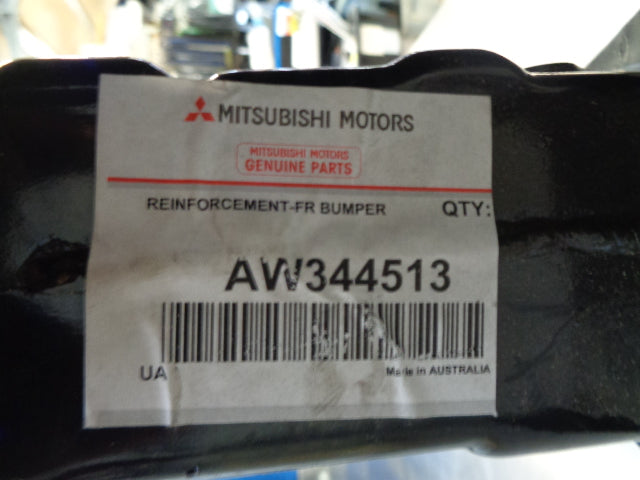 MITSUBISHI MOTORS
MITSUBISHI MOTORS
GENUINE PARTS
REINFORCEMENT-FR BUMPER QTY:
AW344513
UA Made in AUSTRALIA